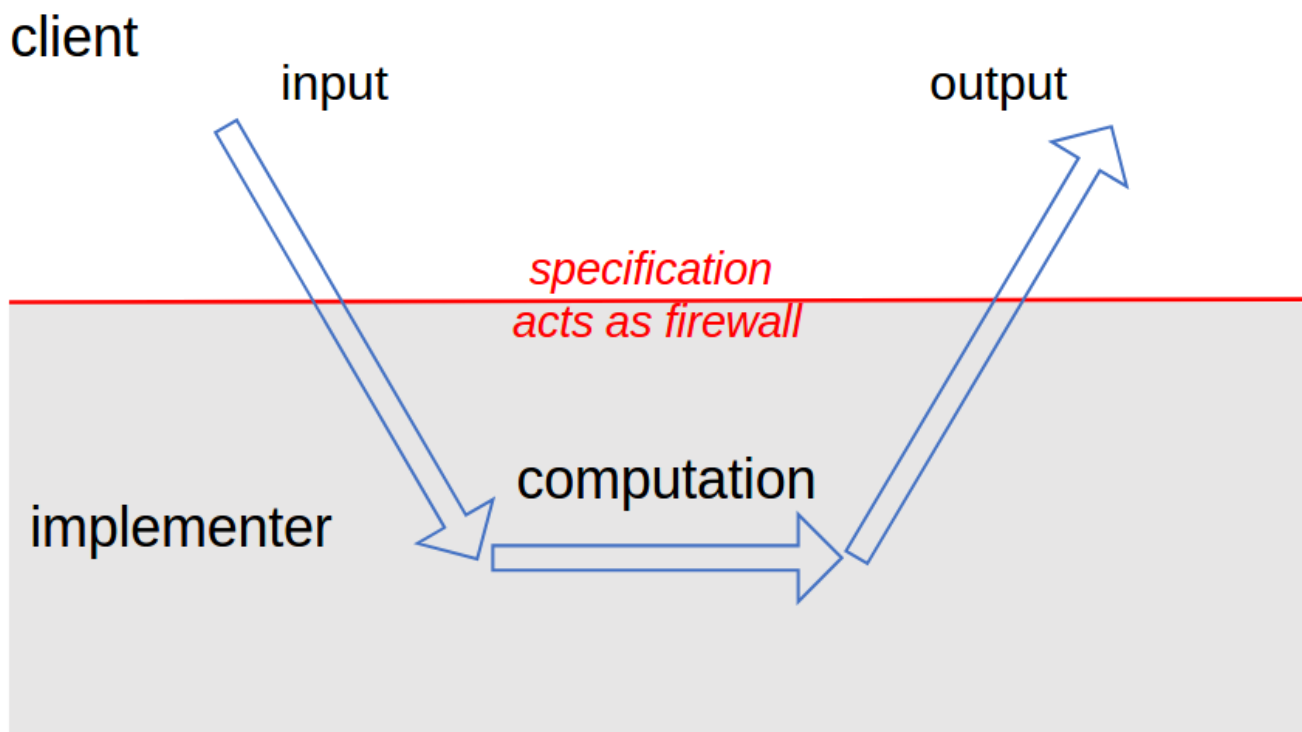 client
input
output
specification
acts as firewall
computation
implementer